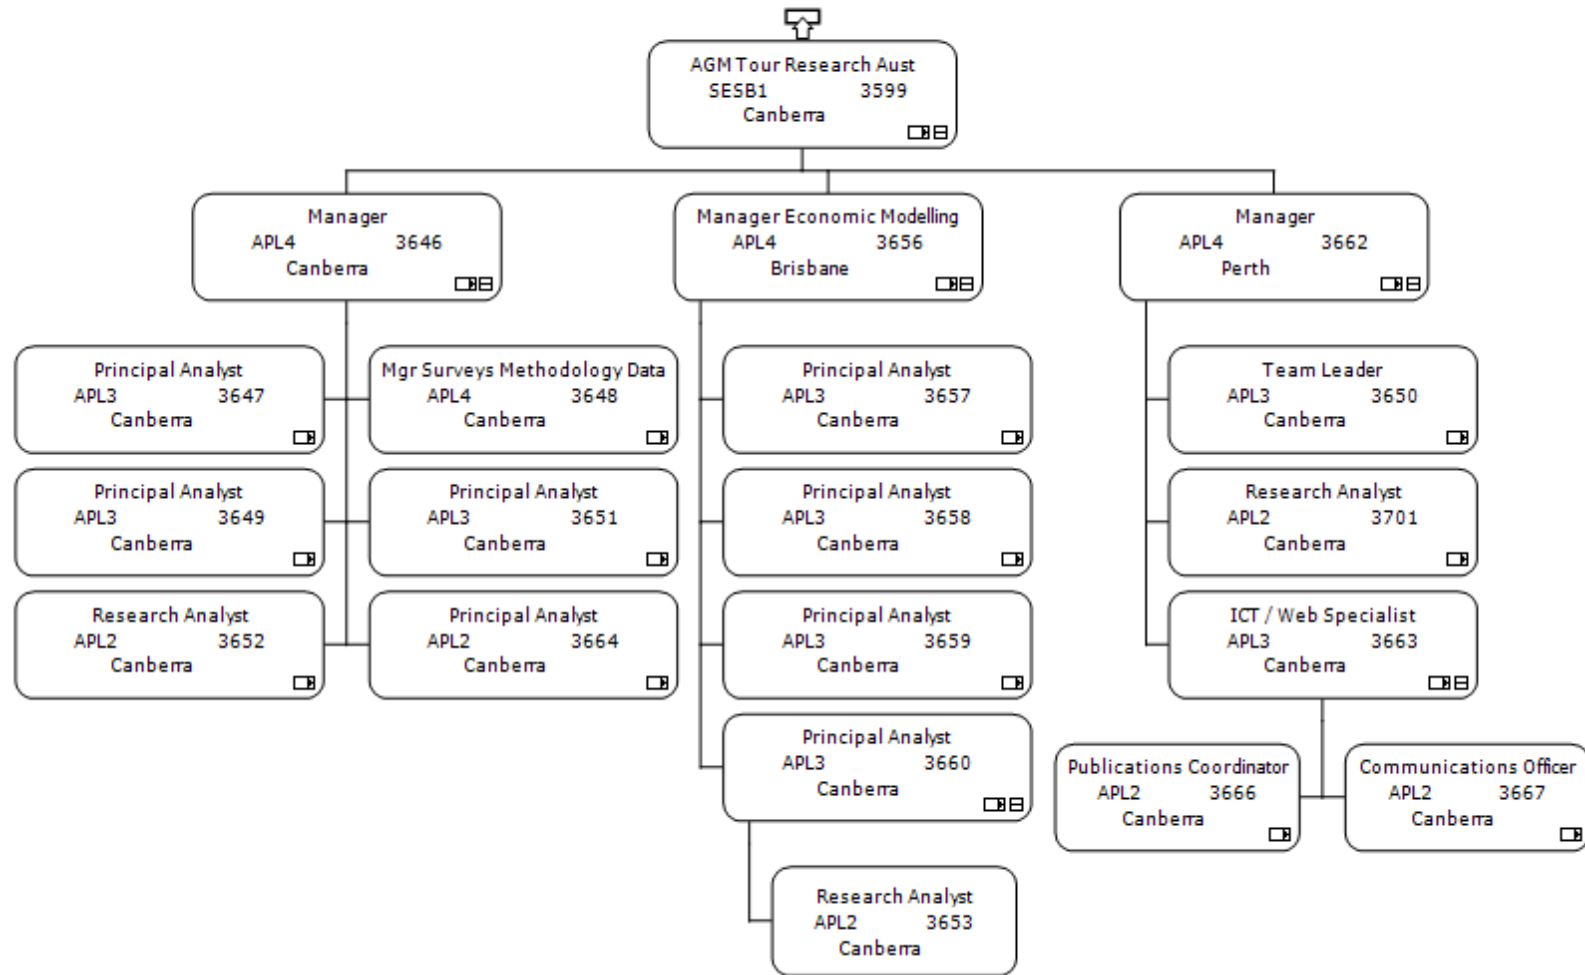 AGM Tour Research Aust
SESB1 3599
Canberra
Manager
APL4 3646
Canberra
Manager Economic Modelling
APL4 3656
Brisbane
Manager
APL4 3662
Perth
Principal Analyst
APL3 3647
Canberra
Mgr Surveys Methodology Data
APL4 3648
Canberra
Principal Analyst
APL3 3657
Canberra
Team Leader
APL3 3650
Canberra
Principal Analyst
APL3 3649
Canberra
Principal Analyst
APL3 3651
Canberra
Principal Analyst
APL3 3658
Canberra
Research Analyst
APL2 3701
Canberra
Research Analyst
APL2 3652
Canberra
Principal Analyst
APL2 3664
Canberra
Principal Analyst
APL3 3659
Canberra
ICT / Web Specialist
APL3 3663
Canberra
Principal Analyst
APL3 3660
Canberra
Publications Coordinator
APL2 3666
Canberra
Communications Officer
APL2 3667
Canberra
Research Analyst
APL2 3653
Canberra